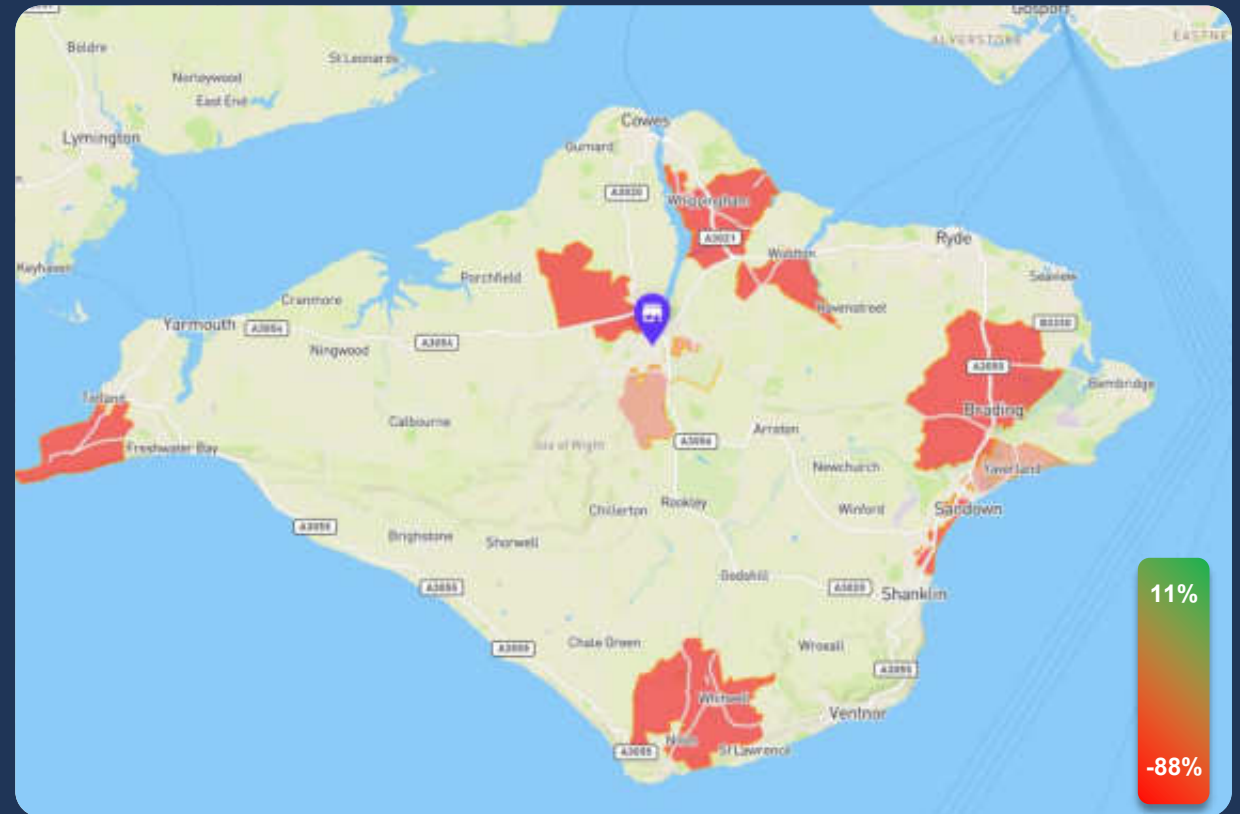 Gosport
Boldre
ALVERSTOKE
EASTNE
St Leonards
Norleywood
East End
Lymington
Cowes
Gurnard
A3020
Whippingham
A3021
Ryde
Wootton
Keyhaven
Porchfield
Seaview
Cranmore
Havenstreet
Yarmouth
A3054
B3330
Ningwood
A3054
A3055
Bembridge
Totland
Brading
Calbourne
Arreton
Freshwater Bay
Isle of Wight
A3056
Newchurch
Yaverland
Chillerton
Rookley
Winford
Sandown
A3055
Brighstone
Shorwell
Godshill
A3055
A3020
Shanklin
11%
Chale Green
Wroxall
A3055
A3055
Whitwell
Ventnor
Niton
A3055
St Lawrence
-88%